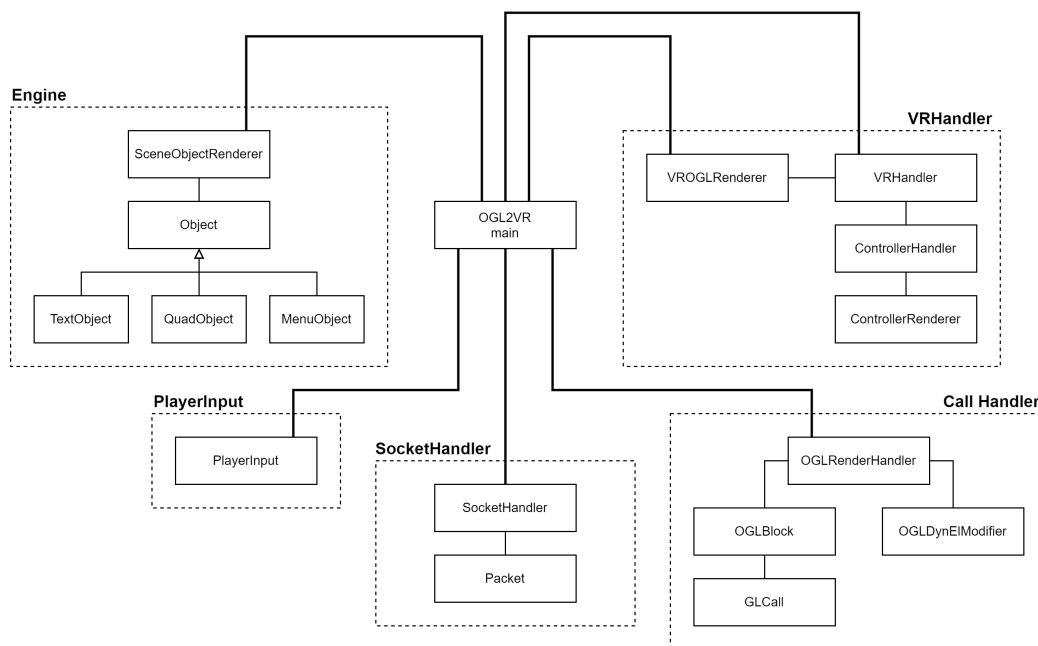 Engine
SceneObjectRenderer
Object
TextObject
QuadObject
MenuObject
OGL2VR
main
VRHandler
VROGLRenderer
VRHandler
ControllerHandler
ControllerRenderer
PlayerInput
PlayerInput
SocketHandler
SocketHandler
Packet
Call Handler
OGLRenderHandler
OGLBlock
OGLDynElModifier
GLCall